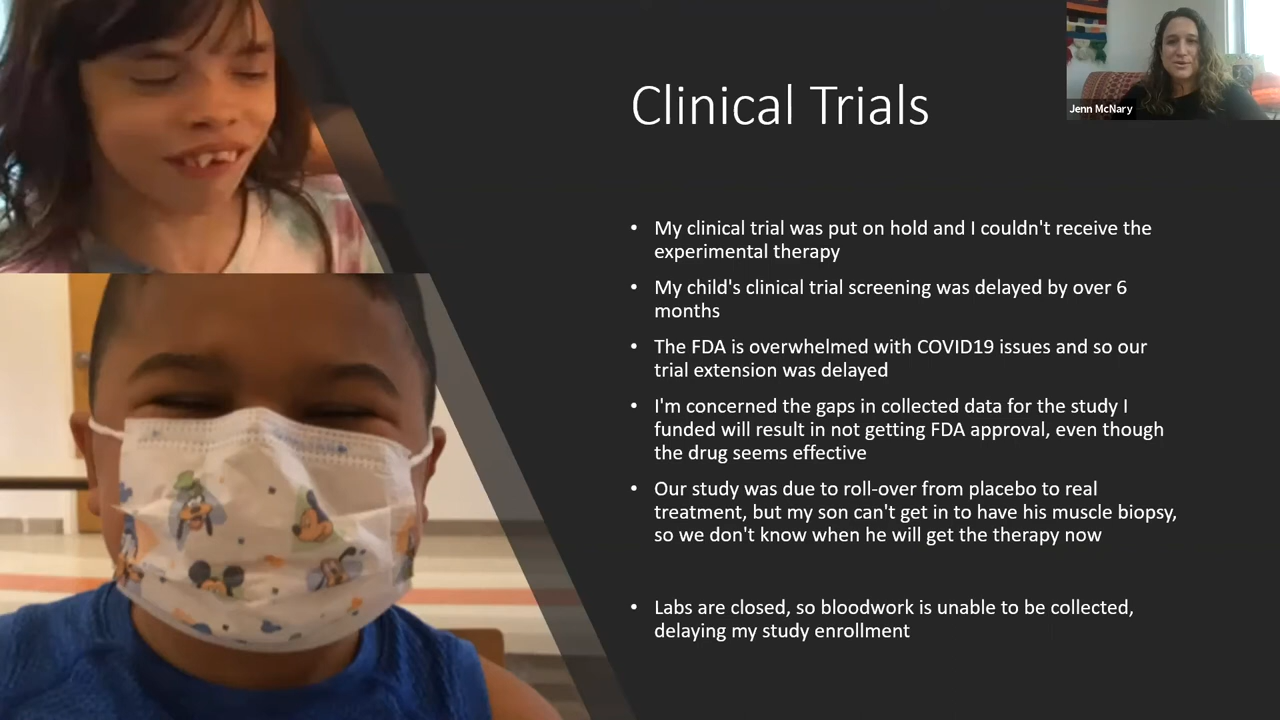 Clinical Trials
Jenn McNary
• My clinical trial was put on hold and I couldn't receive the
experimental therapy
• My child's clinical trial screening was delayed by over 6
months
• The FDA is overwhelmed with COVID19 issues and so our
trial extension was delayed
• I'm concerned the gaps in collected data for the study I
funded will result in not getting FDA approval, even though
the drug seems effective
• Our study was due to roll-over from placebo to real
treatment, but my son can't get in to have his muscle biopsy,
so we don't know when he will get the therapy now
• Labs are closed, so bloodwork is unable to be collected,
delaying my study enrollment